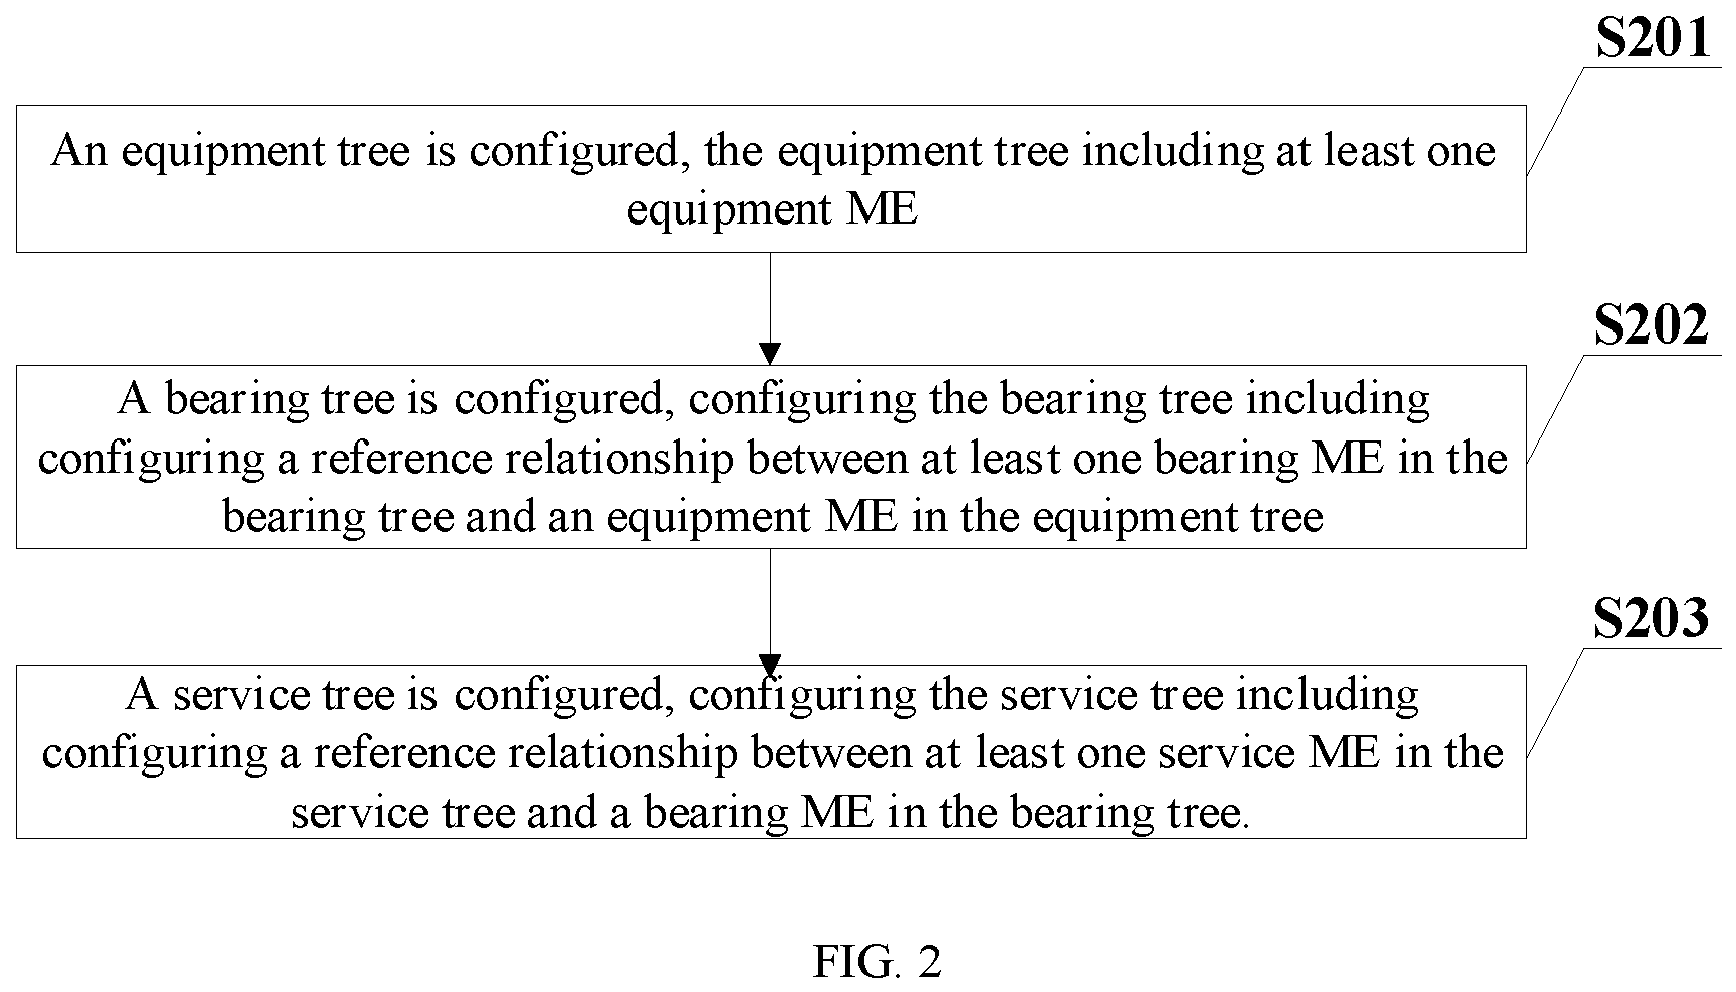 S201
An equipment tree is configured, the equipment tree including at least one
equipment ME
S202
A bearing tree is configured, configuring the bearing tree including
configuring a reference relationship between at least one bearing ME in the
bearing tree and an equipment ME in the equipment tree
S203
A service tree is configured, configuring the service tree including
configuring a reference relationship between at least one service ME in the
service tree and a bearing ME in the bearing tree.
FIG. 2